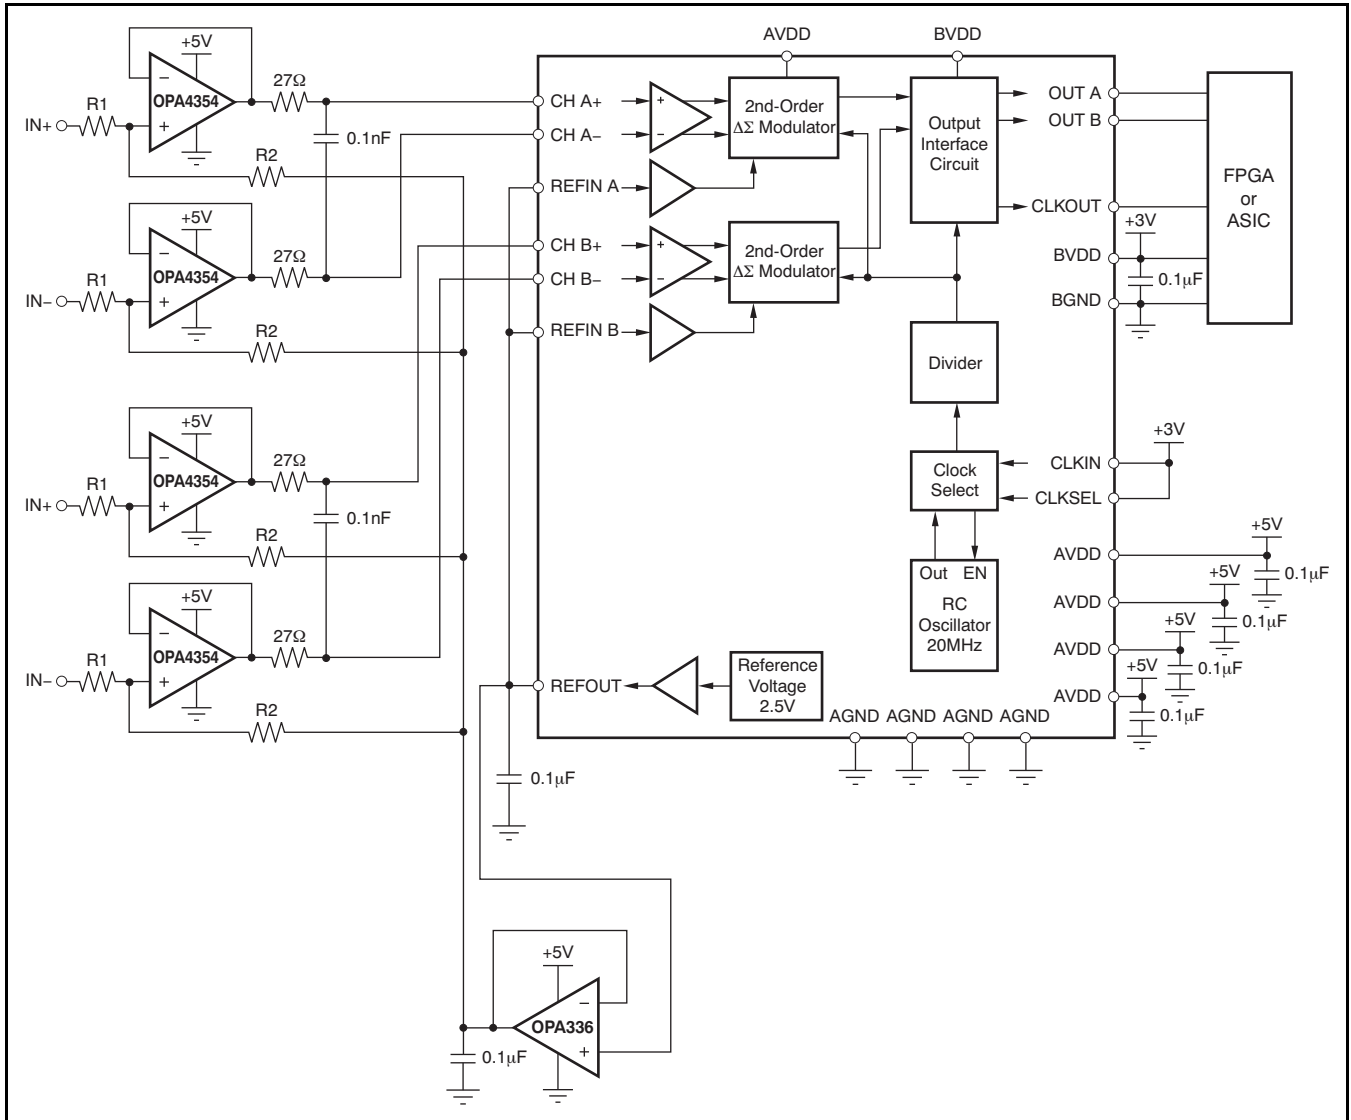 +5V
27Ω
R1
−
OPA4354
IN+
+
0.1nF
R2
+5V
27Ω
R1
−
OPA4354
IN−
+
R2
+5V
27Ω
R1
−
OPA4354
IN+
+
0.1nF
R2
+5V
27Ω
R1
−
OPA4354
IN−
+
R2
AVDD
BVDD
CH A+
+
CH A−
−
2nd-Order
ΔΣ Modulator
REFIN A
CH B+
+
CH B−
−
2nd-Order
ΔΣ Modulator
REFIN B
Output
Interface
Circuit
OUT A
OUT B
CLKOUT
FPGA
or
ASIC
+3V
BVDD
0.1μF
BGND
Divider
+3V
Clock
Select
CLKIN
CLKSEL
Out EN
RC
Oscillator
20MHz
+5V
AVDD
0.1μF
+5V
AVDD
0.1μF
+5V
AVDD
0.1μF
+5V
AVDD
0.1μF
REFOUT
Reference
Voltage
2.5V
AGND AGND AGND AGND
0.1μF
+5V
−
OPA336
+
0.1μF